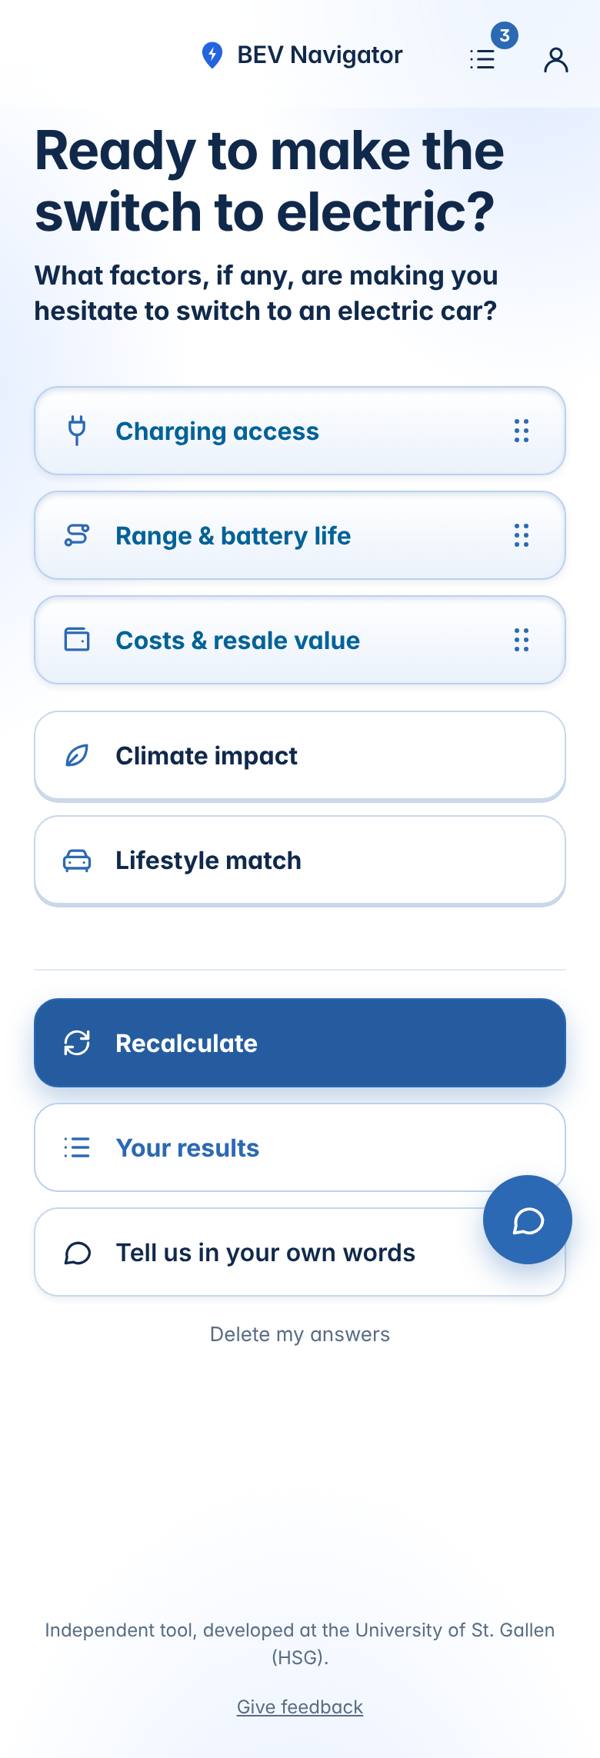 BEV Navigator
3
Ready to make the
switch to electric?
What factors, if any, are making you
hesitate to switch to an electric car?
Charging access
Range & battery life
Costs & resale value
Climate impact
Lifestyle match
Recalculate
Your results
Tell us in your own words
Delete my answers
Independent tool, developed at the University of St. Gallen
(HSG).
Give feedback